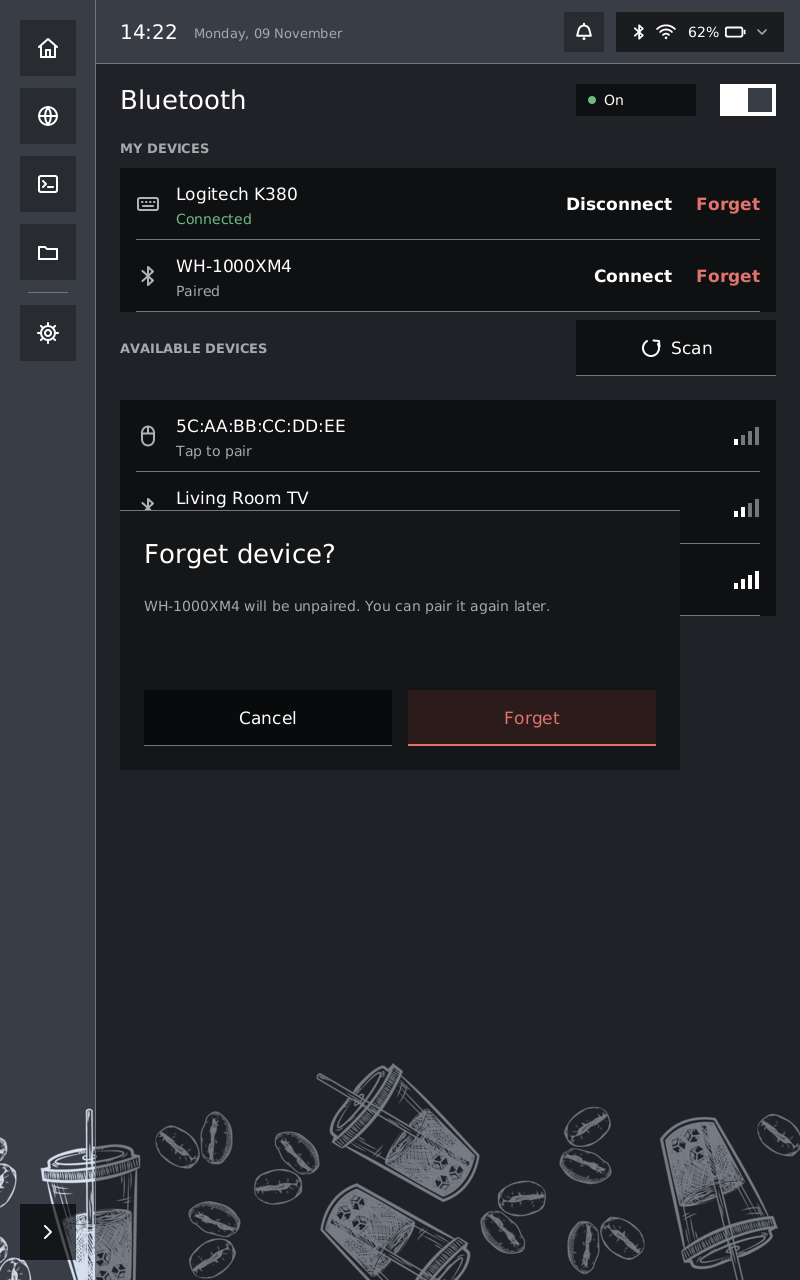 14:22 Monday, 09 November 62%
Bluetooth On
MY DEVICES
Logitech K380
Connected
Disconnect Forget
WH-1000XM4
Paired
Connect Forget
AVAILABLE DEVICES Scan
5C:AA:BB:CC:DD:EE
Tap to pair
Living Room TV
Forget device?
WH-1000XM4 will be unpaired. You can pair it again later.
Cancel Forget